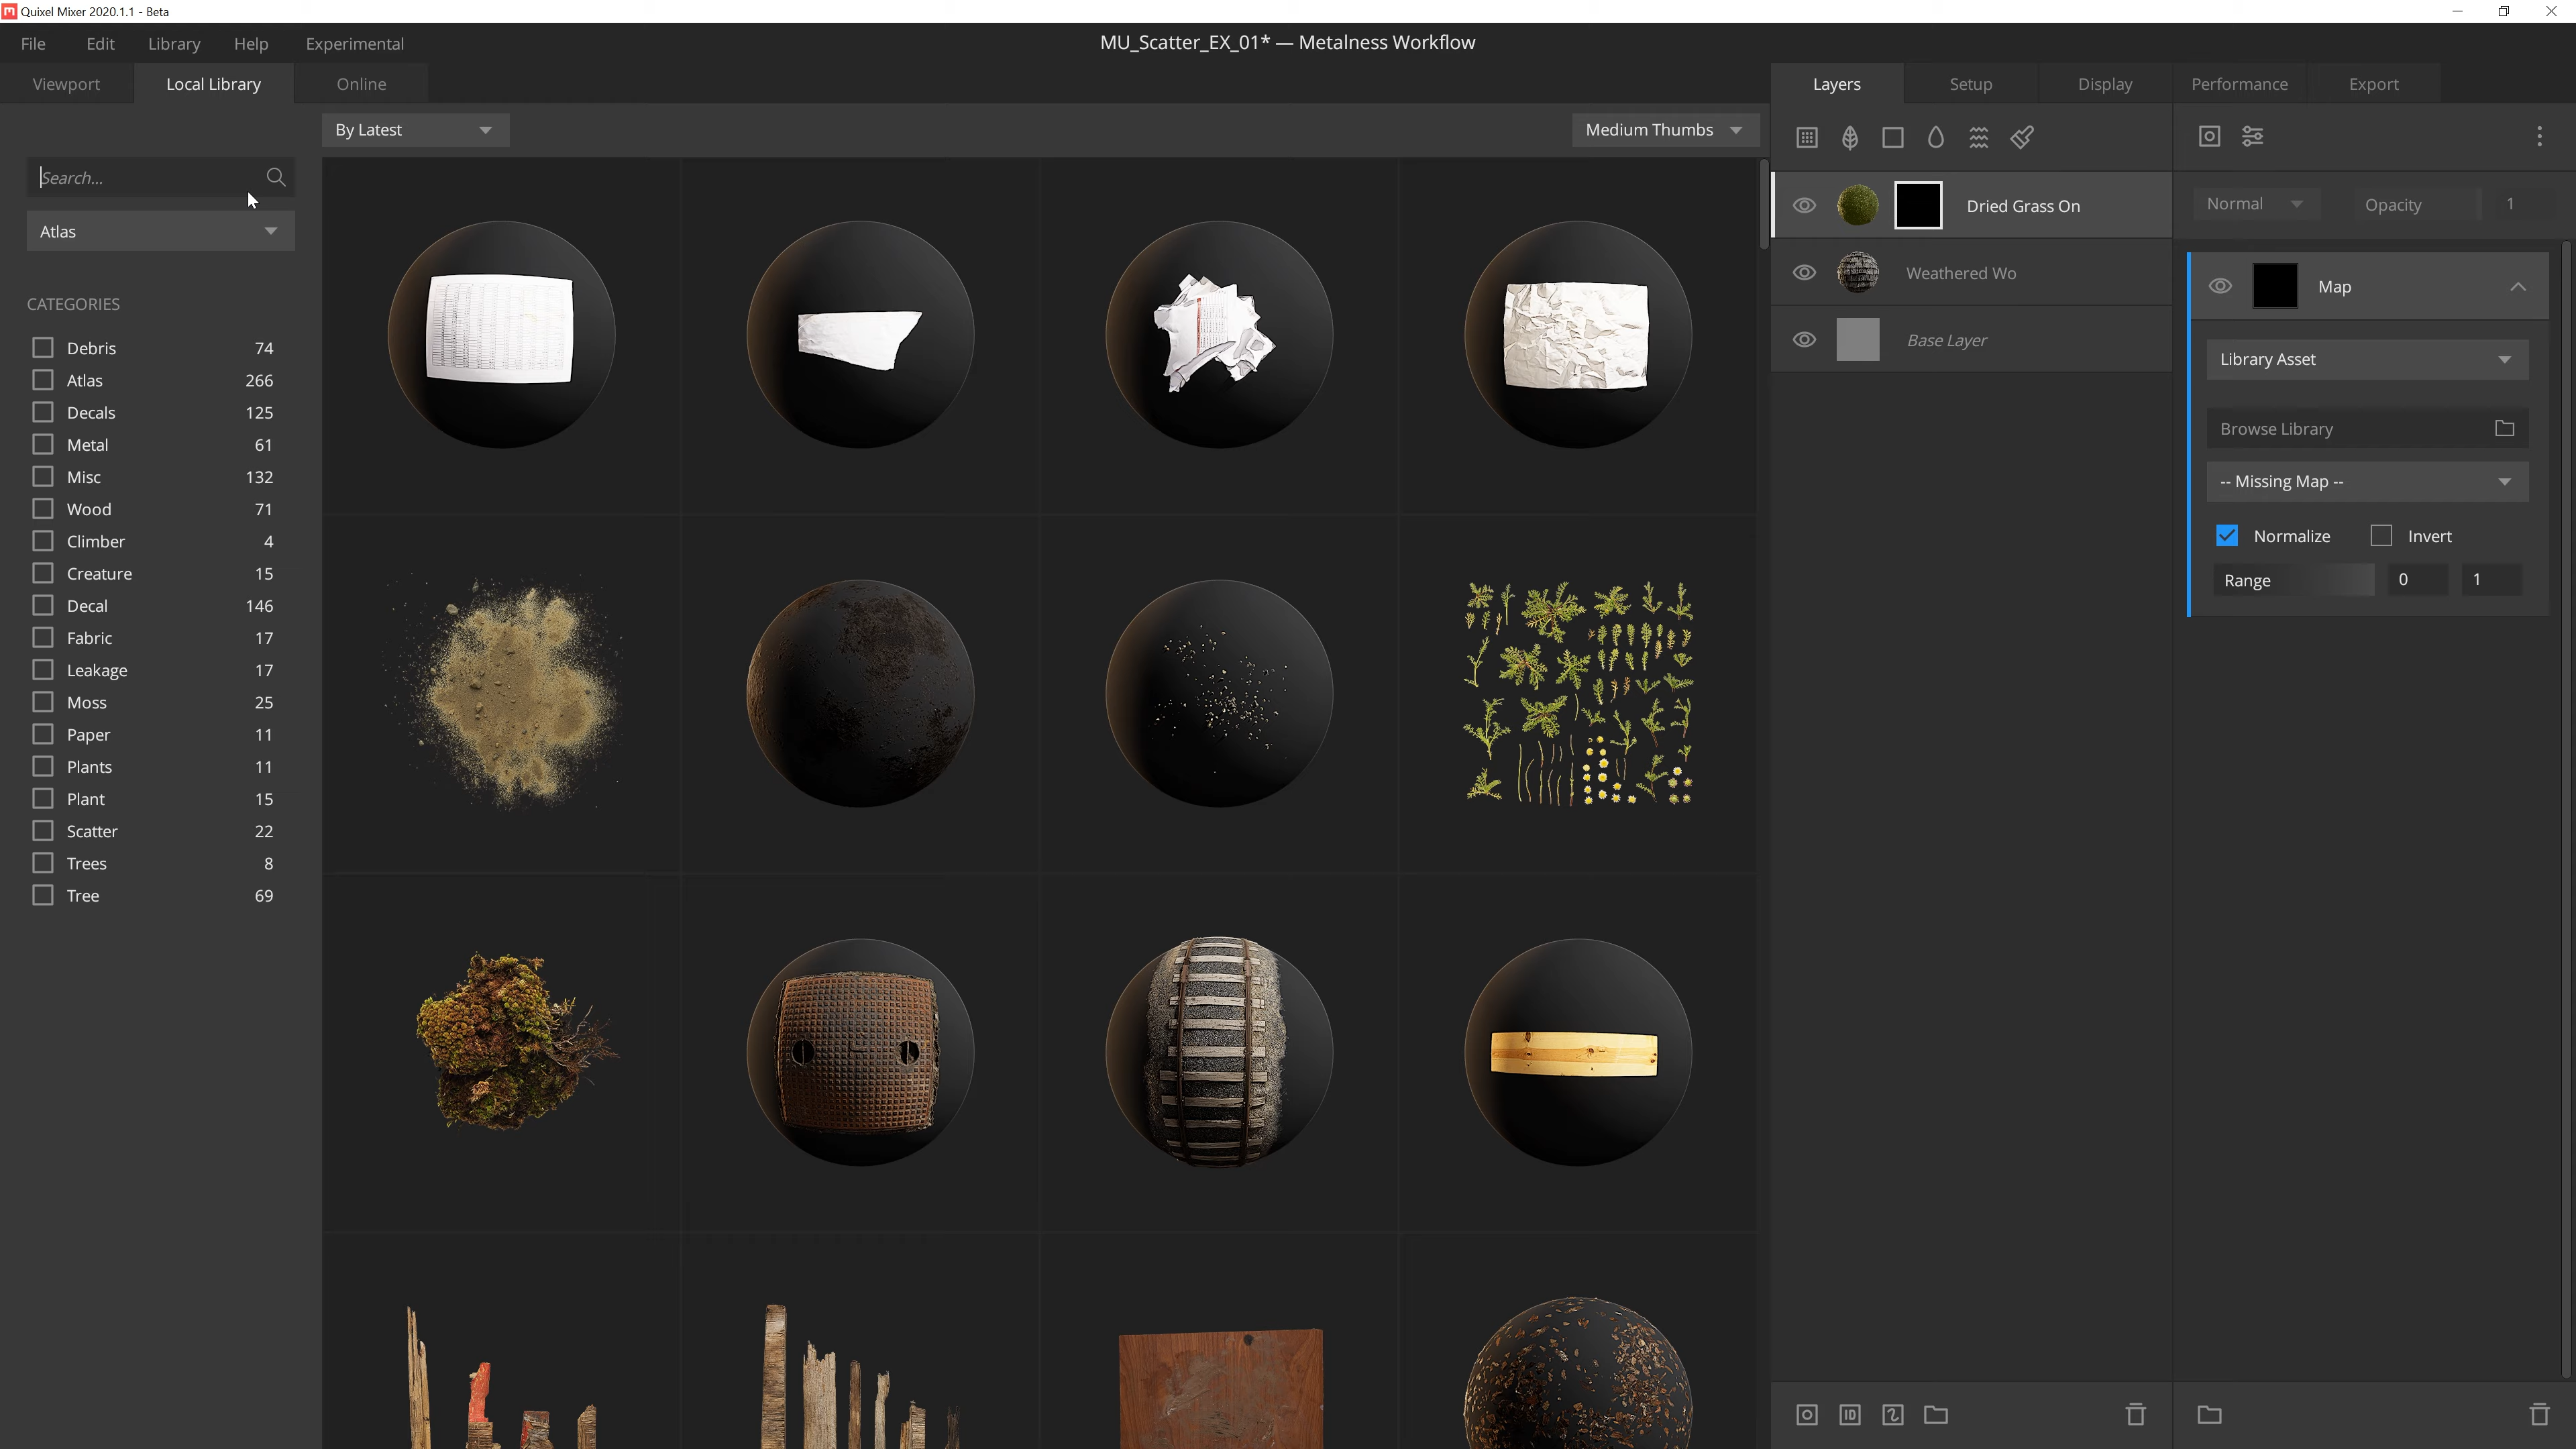 Quixel Mixer 2020.1.1 - Beta
File Edit Library Help Experimental
MU_Scatter_EX_01* — Metalness Workflow
Viewport Local Library Online
Layers Setup Display Performance Export
By Latest
Medium Thumbs
Search...
Atlas
CATEGORIES
Debris 74
Atlas 266
Decals 125
Metal 61
Misc 132
Wood 71
Climber 4
Creature 15
Decal 146
Fabric 17
Leakage 17
Moss 25
Paper 11
Plants 11
Plant 15
Scatter 22
Trees 8
Tree 69
Dried Grass On
Weathered Wo
Base Layer
Normal Opacity 1
Map
Library Asset
Browse Library
-- Missing Map --
Normalize Invert
Range 0 1
ID